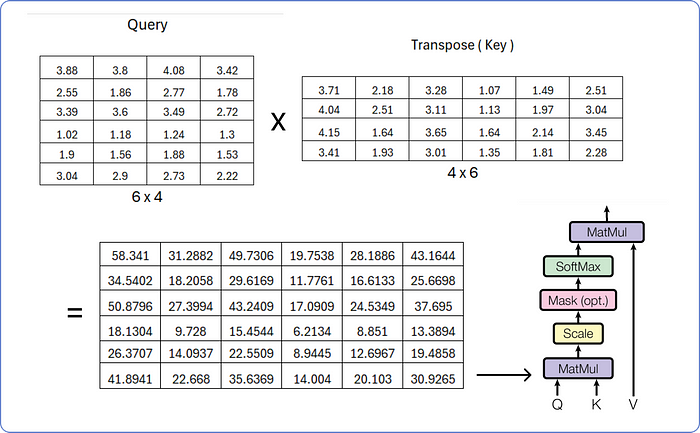 Query
Transpose ( Key )
3.88 3.8 4.08 3.42
2.55 1.86 2.77 1.78
3.39 3.6 3.49 2.72
1.02 1.18 1.24 1.3
1.9 1.56 1.88 1.53
3.04 2.9 2.73 2.22
6 x 4
X
3.71 2.18 3.28 1.07 1.49 2.51
4.04 2.51 3.11 1.13 1.97 3.04
4.15 1.64 3.65 1.64 2.14 3.45
3.41 1.93 3.01 1.35 1.81 2.28
4 x 6
=
58.341 31.2882 49.7306 19.7538 28.1886 43.1644
34.5402 18.2058 29.6169 11.7761 16.6133 25.6698
50.8796 27.3994 43.2409 17.0909 24.5349 37.695
18.1304 9.728 15.4544 6.2134 8.851 13.3894
26.3707 14.0937 22.5509 8.9445 12.6967 19.4858
41.8941 22.668 35.6369 14.004 20.103 30.9265
MatMul
SoftMax
Mask (opt.)
Scale
MatMul
Q K V